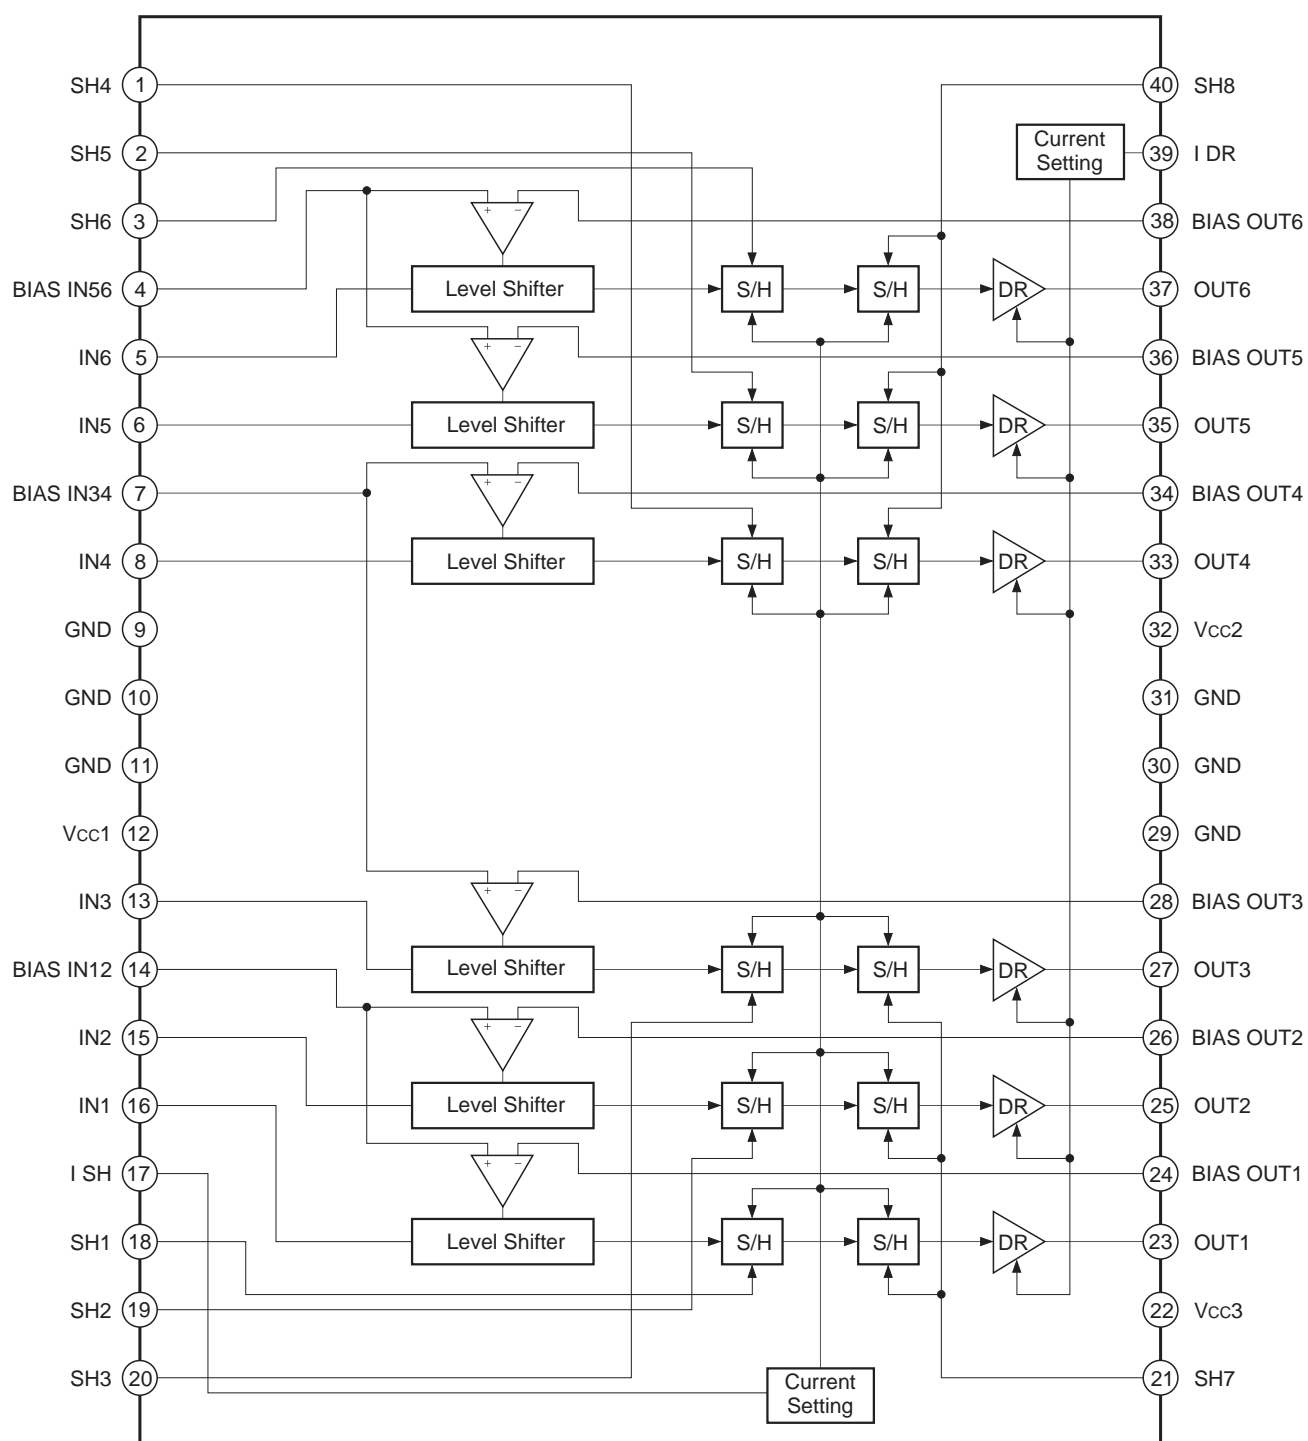 SH4 1
40 SH8
SH5 2
Current
Setting
39 I DR
SH6 3
+ −
38 BIAS OUT6
BIAS IN56 4
Level Shifter
S/H
S/H
DR
37 OUT6
IN6 5
+ −
36 BIAS OUT5
IN5 6
Level Shifter
S/H
S/H
DR
35 OUT5
BIAS IN34 7
+ −
34 BIAS OUT4
IN4 8
Level Shifter
S/H
S/H
DR
33 OUT4
GND 9
32 Vcc2
GND 10
31 GND
GND 11
30 GND
Vcc1 12
29 GND
IN3 13
+ −
28 BIAS OUT3
BIAS IN12 14
Level Shifter
S/H
S/H
DR
27 OUT3
IN2 15
+ −
26 BIAS OUT2
IN1 16
Level Shifter
S/H
S/H
DR
25 OUT2
I SH 17
+ −
24 BIAS OUT1
SH1 18
Level Shifter
S/H
S/H
DR
23 OUT1
SH2 19
22 Vcc3
SH3 20
Current
Setting
21 SH7